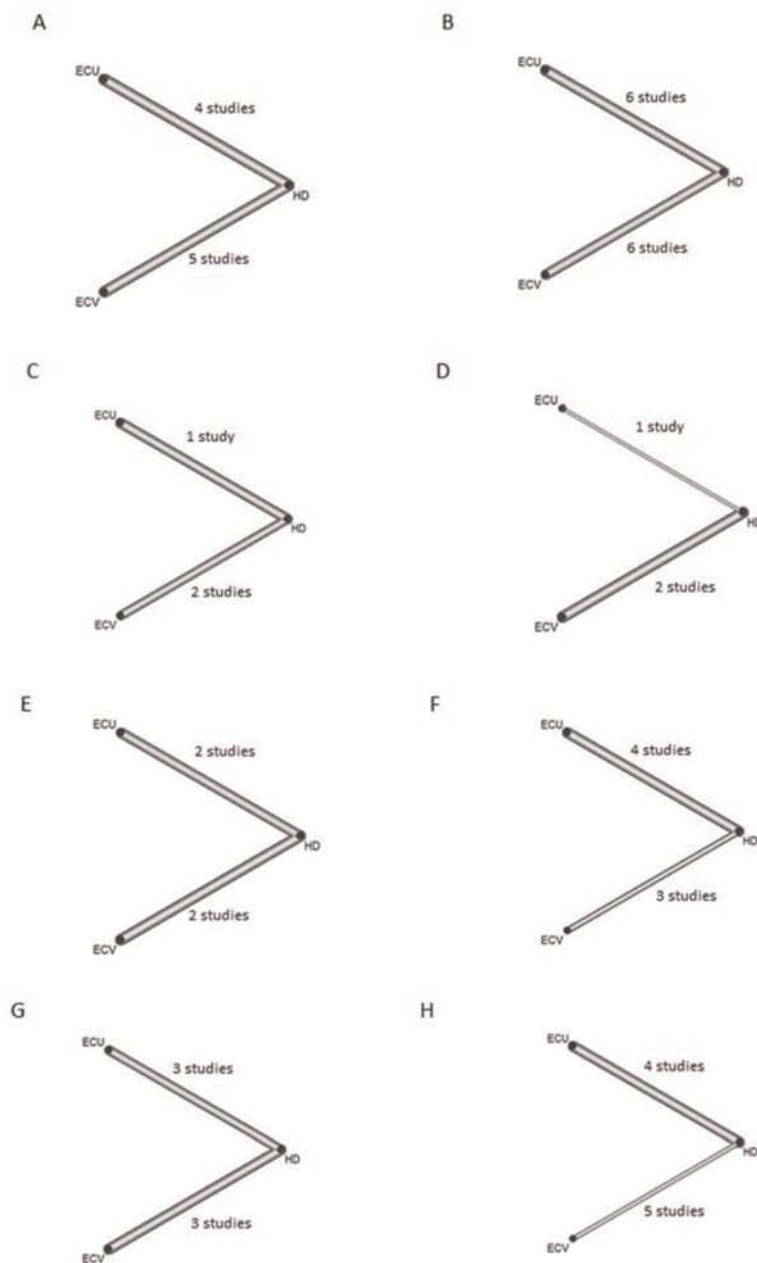 A
ECU
4 studies
HD
5 studies
ECV
B
ECU
6 studies
HD
6 studies
ECV
C
ECU
1 study
HD
2 studies
ECV
D
ECU
1 study
HD
2 studies
ECV
E
ECU
2 studies
HD
2 studies
ECV
F
ECU
4 studies
HD
3 studies
ECV
G
ECU
3 studies
HD
3 studies
ECV
H
ECU
4 studies
HD
5 studies
ECV